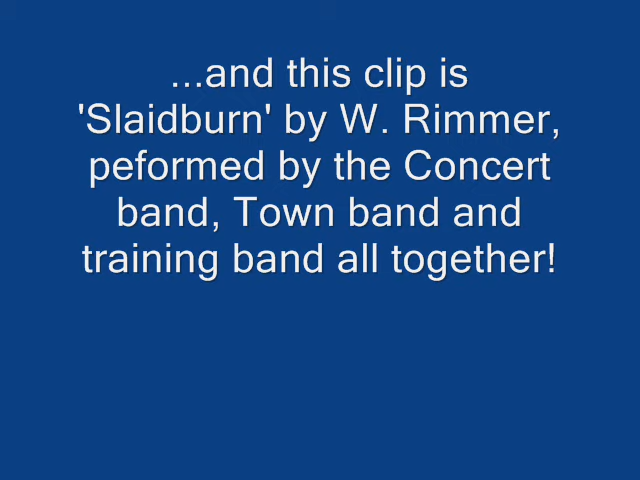 ...and this clip is
'Slaidburn' by W. Rimmer,
peformed by the Concert
band, Town band and
training band all together!